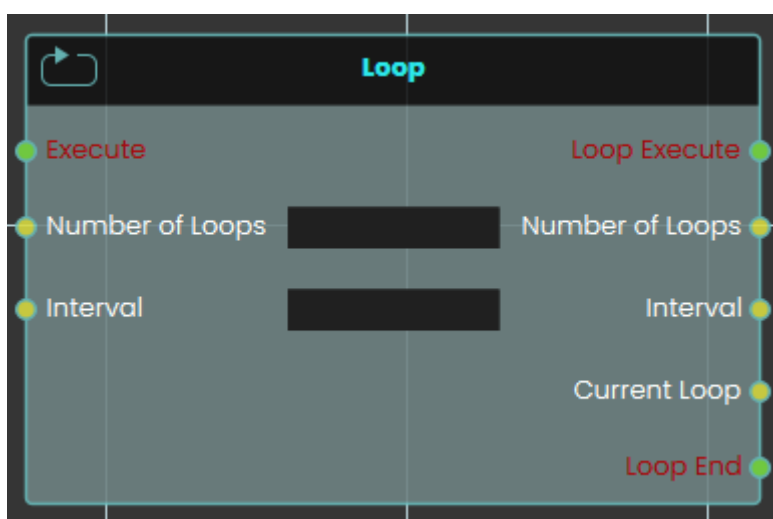 Loop
Execute
Loop Execute
Number of Loops
Number of Loops
Interval
Interval
Current Loop
Loop End